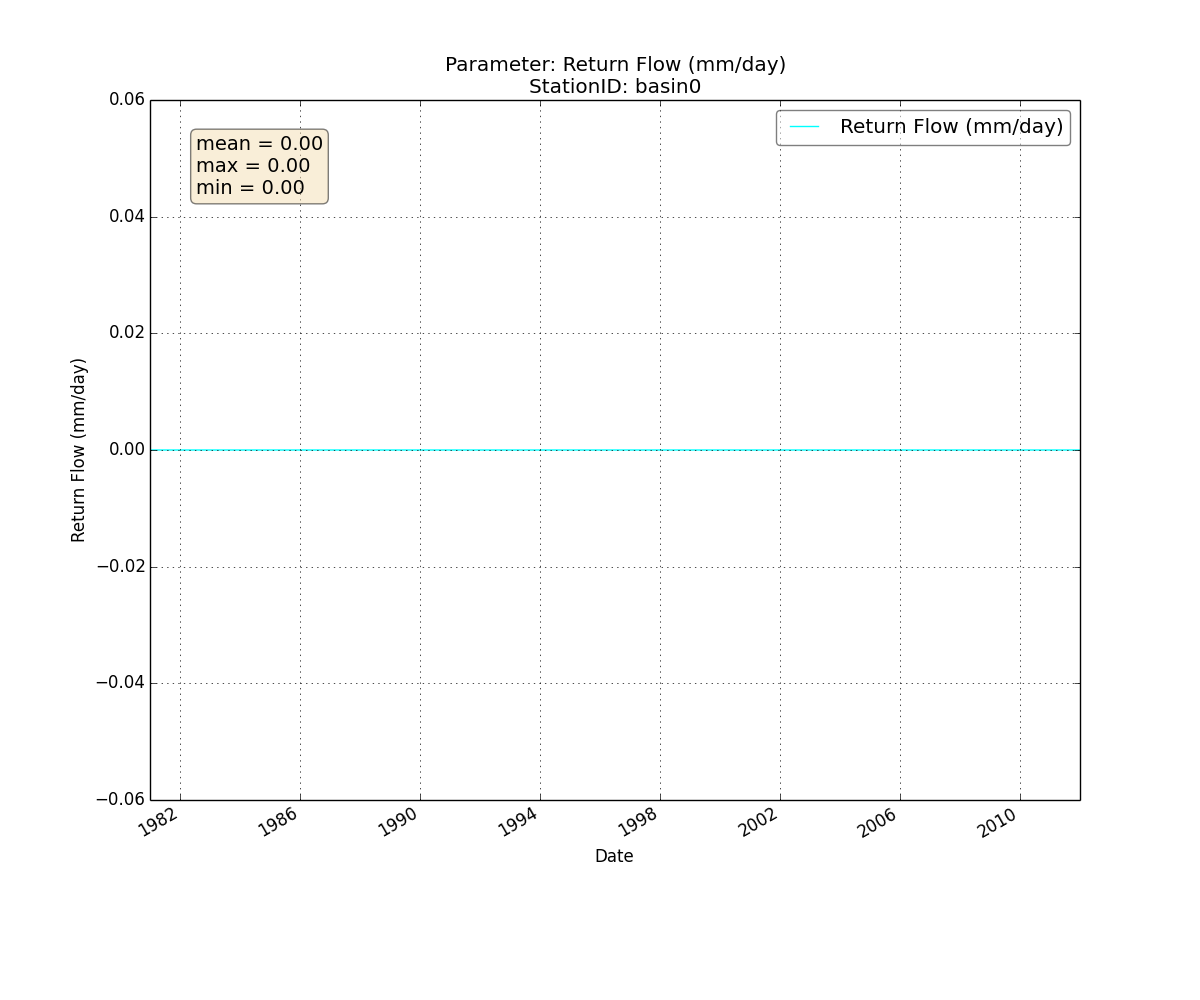 Parameter: Return Flow (mm/day)
StationID: basin0
0.06
0.04
0.02
0.00
−0.02
−0.04
−0.06
Return Flow (mm/day)
mean = 0.00
max = 0.00
min = 0.00
Return Flow (mm/day)
1982
1986
1990
1994
1998
2002
2006
2010
Date